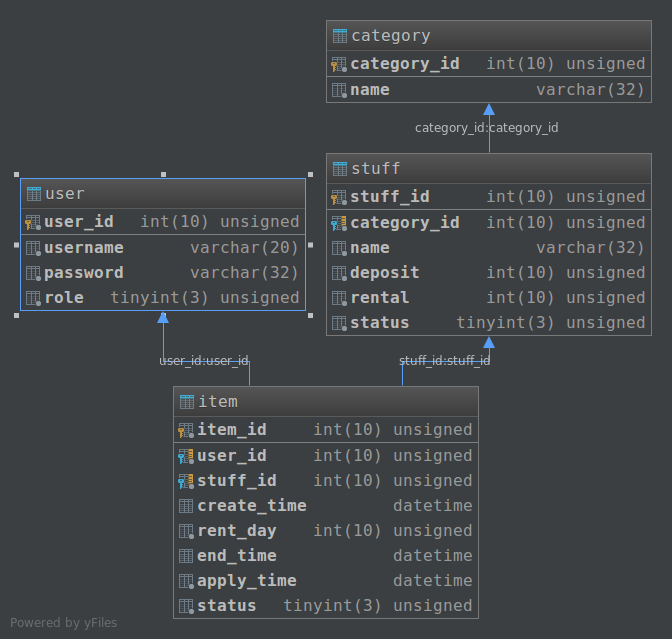 category
category_id int(10) unsigned
name varchar(32)
category_id:category_id
stuff
stuff_id int(10) unsigned
category_id int(10) unsigned
name varchar(32)
deposit int(10) unsigned
rental int(10) unsigned
status tinyint(3) unsigned
user
user_id int(10) unsigned
username varchar(20)
password varchar(32)
role tinyint(3) unsigned
user_id:user_id
stuff_id:stuff_id
item
item_id int(10) unsigned
user_id int(10) unsigned
stuff_id int(10) unsigned
create_time datetime
rent_day int(10) unsigned
end_time datetime
apply_time datetime
status tinyint(3) unsigned
Powered by yFiles